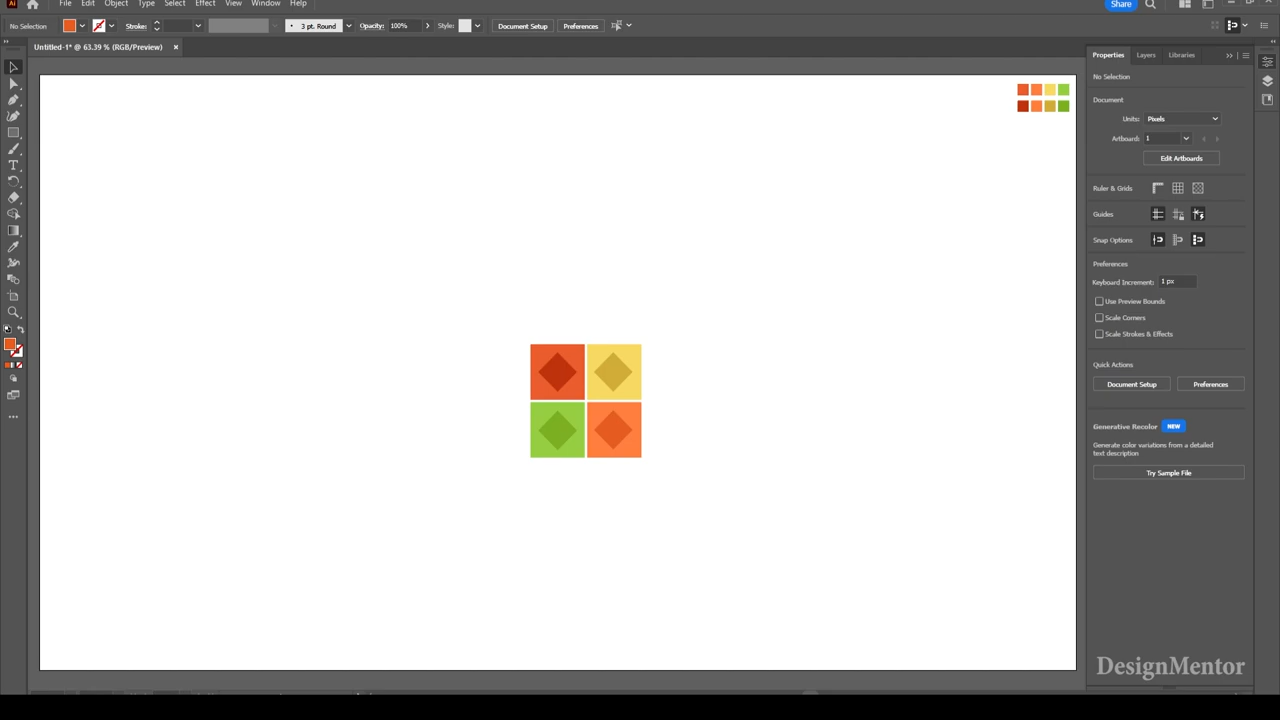 Ai File Edit Object Type Select Effect View Window Help Share
No Selection Stroke: 3 pt. Round Opacity: 100% Style: Document Setup Preferences
Untitled-1* @ 63.39 % (RGB/Preview) ×
Properties Layers Libraries
No Selection
Document
Units: Pixels
Artboard: 1
Edit Artboards
Ruler & Grids
Guides
Snap Options
Preferences
Keyboard Increment: 1 px
Use Preview Bounds
Scale Corners
Scale Strokes & Effects
Quick Actions
Document Setup Preferences
Generative Recolor NEW
Generate color variations from a detailed
text description
Try Sample File
DesignMentor